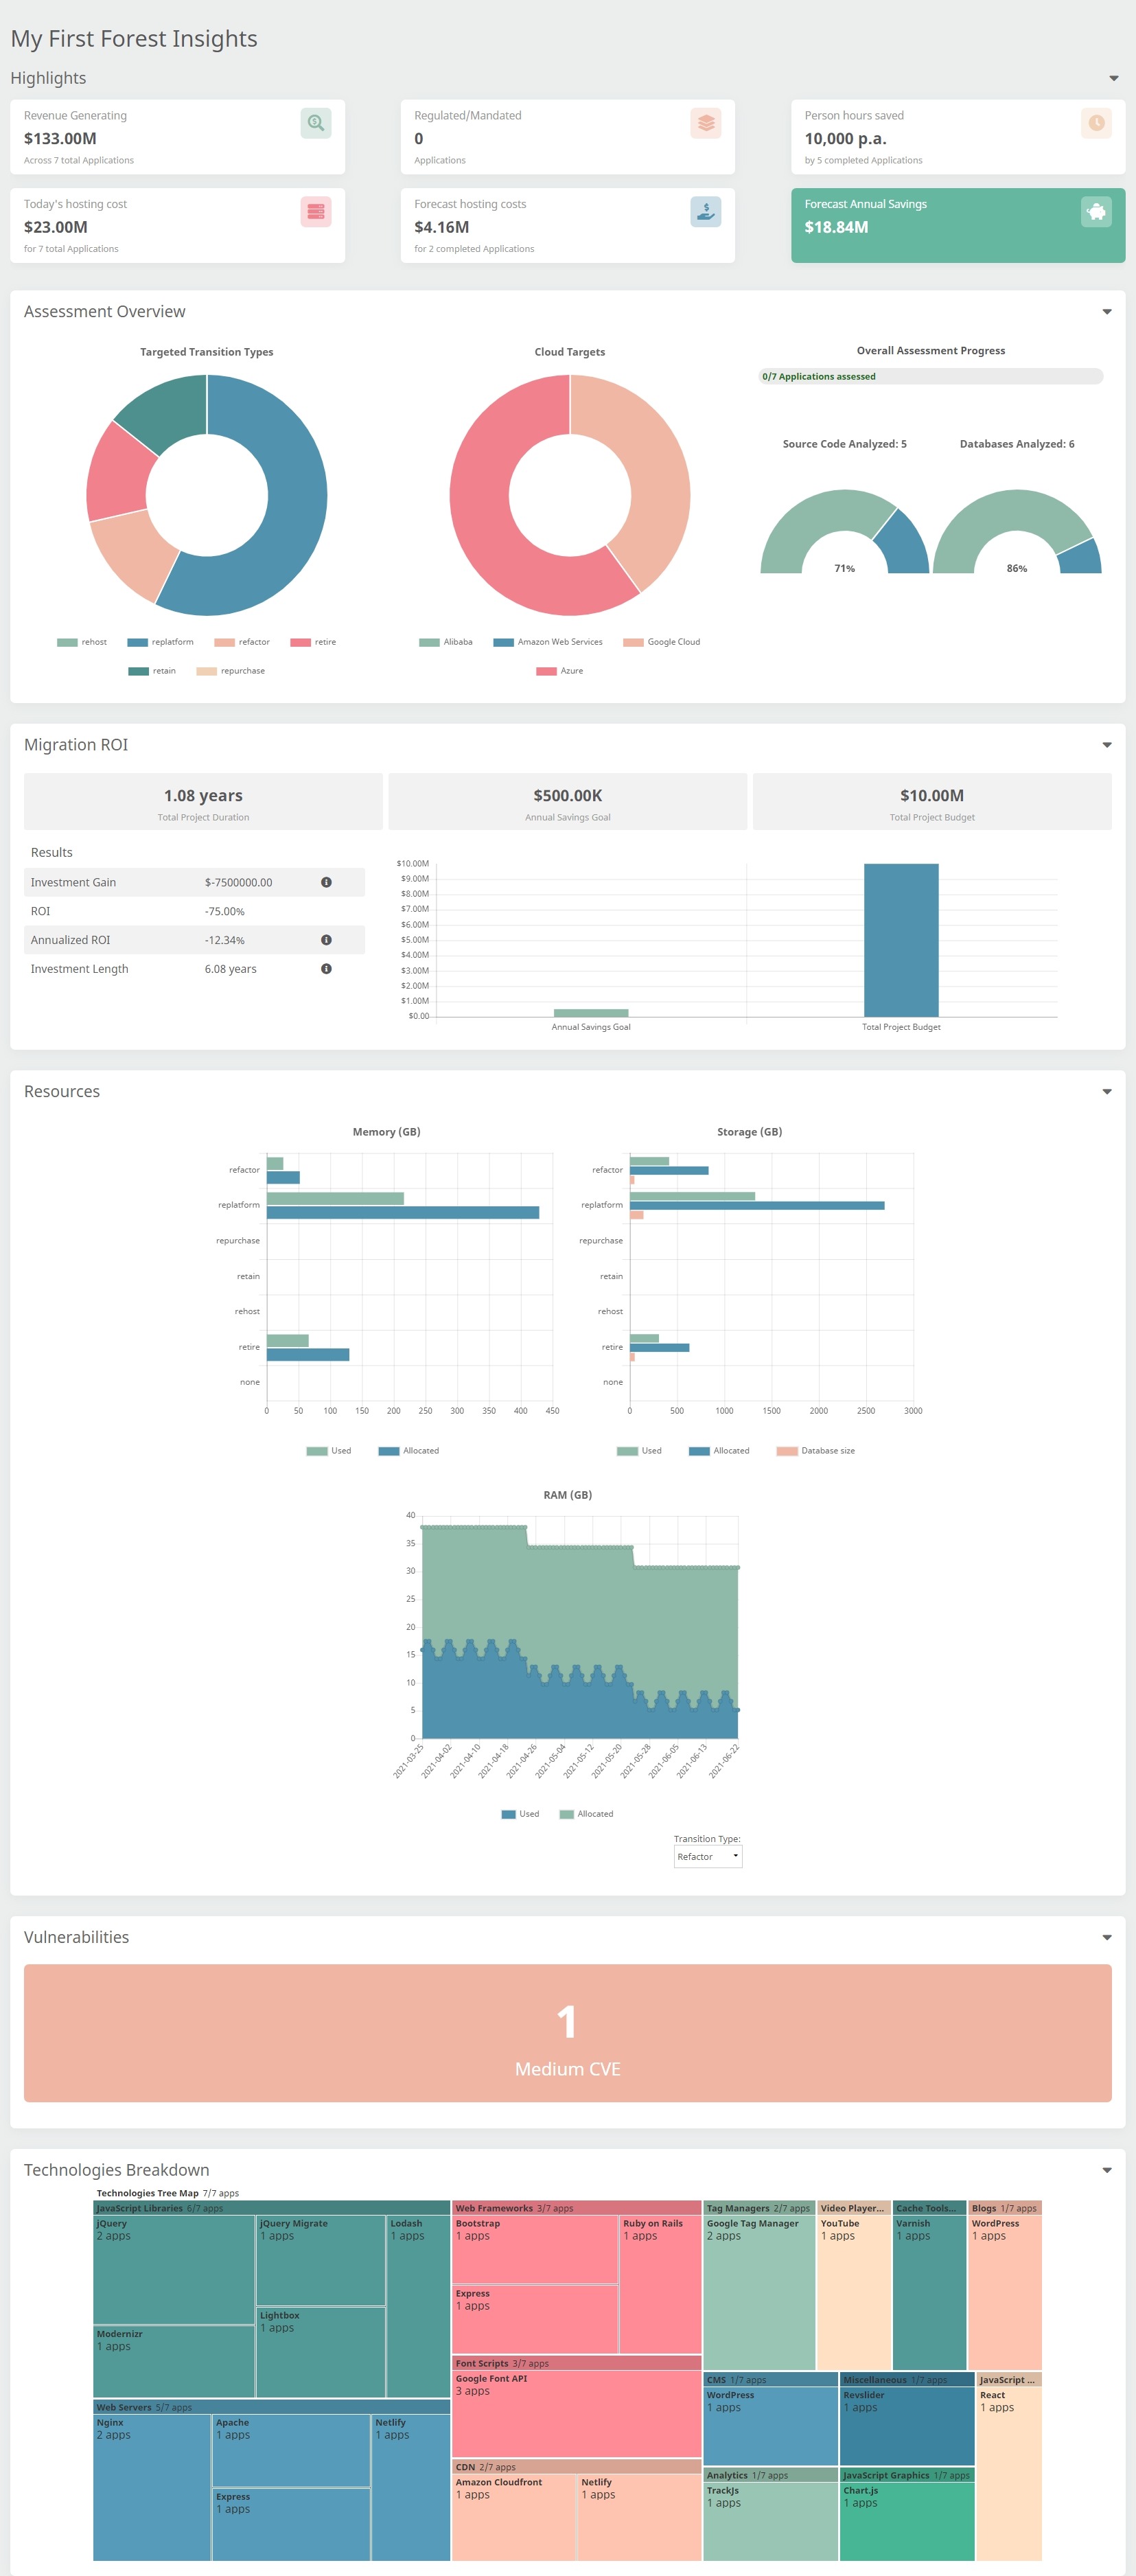 My First Forest Insights
Highlights
Revenue Generating
$133.00M
Across 7 total Applications
Regulated/Mandated
0
Applications
Person hours saved
10,000 p.a.
by 5 completed Applications
Today's hosting cost
$23.00M
for 7 total Applications
Forecast hosting costs
$4.16M
for 2 completed Applications
Forecast Annual Savings
$18.84M
Assessment Overview
Targeted Transition Types
rehost replatform refactor retire
retain repurchase
Cloud Targets
Alibaba Amazon Web Services Google Cloud
Azure
Overall Assessment Progress
0/7 Applications assessed
Source Code Analyzed: 5
71%
Databases Analyzed: 6
86%
Migration ROI
1.08 years
Total Project Duration
$500.00K
Annual Savings Goal
$10.00M
Total Project Budget
Results
Investment Gain $-7500000.00
ROI -75.00%
Annualized ROI -12.34%
Investment Length 6.08 years
$10.00M
$9.00M
$8.00M
$7.00M
$6.00M
$5.00M
$4.00M
$3.00M
$2.00M
$1.00M
$0.00
Annual Savings Goal Total Project Budget
Resources
Memory (GB)
refactor
replatform
repurchase
retain
rehost
retire
none
0 50 100 150 200 250 300 350 400 450
Used Allocated
Storage (GB)
refactor
replatform
repurchase
retain
rehost
retire
none
0 500 1000 1500 2000 2500 3000
Used Allocated Database size
RAM (GB)
40
35
30
25
20
15
10
5
0
2021-03-25 2021-04-02 2021-04-10 2021-04-18 2021-04-26 2021-05-04 2021-05-12 2021-05-20 2021-05-28 2021-06-05 2021-06-13 2021-06-22
Used Allocated
Transition Type:
Refactor
Vulnerabilities
1
Medium CVE
Technologies Breakdown
Technologies Tree Map 7/7 apps
JavaScript Libraries 6/7 apps
jQuery
2 apps
jQuery Migrate
1 apps
Lodash
1 apps
Modernizr
1 apps
Lightbox
1 apps
Web Servers 5/7 apps
Nginx
2 apps
Apache
1 apps
Netlify
1 apps
Express
1 apps
Web Frameworks 3/7 apps
Bootstrap
1 apps
Ruby on Rails
1 apps
Express
1 apps
Font Scripts 3/7 apps
Google Font API
3 apps
CDN 2/7 apps
Amazon Cloudfront
1 apps
Netlify
1 apps
Tag Managers 2/7 apps
Google Tag Manager
2 apps
Video Player...
YouTube
1 apps
Cache Tools...
Varnish
1 apps
Blogs 1/7 apps
WordPress
1 apps
CMS 1/7 apps
WordPress
1 apps
Miscellaneous 1/7 apps
Revslider
1 apps
JavaScript ...
React
1 apps
Analytics 1/7 apps
TrackJs
1 apps
JavaScript Graphics 1/7 apps
Chart.js
1 apps